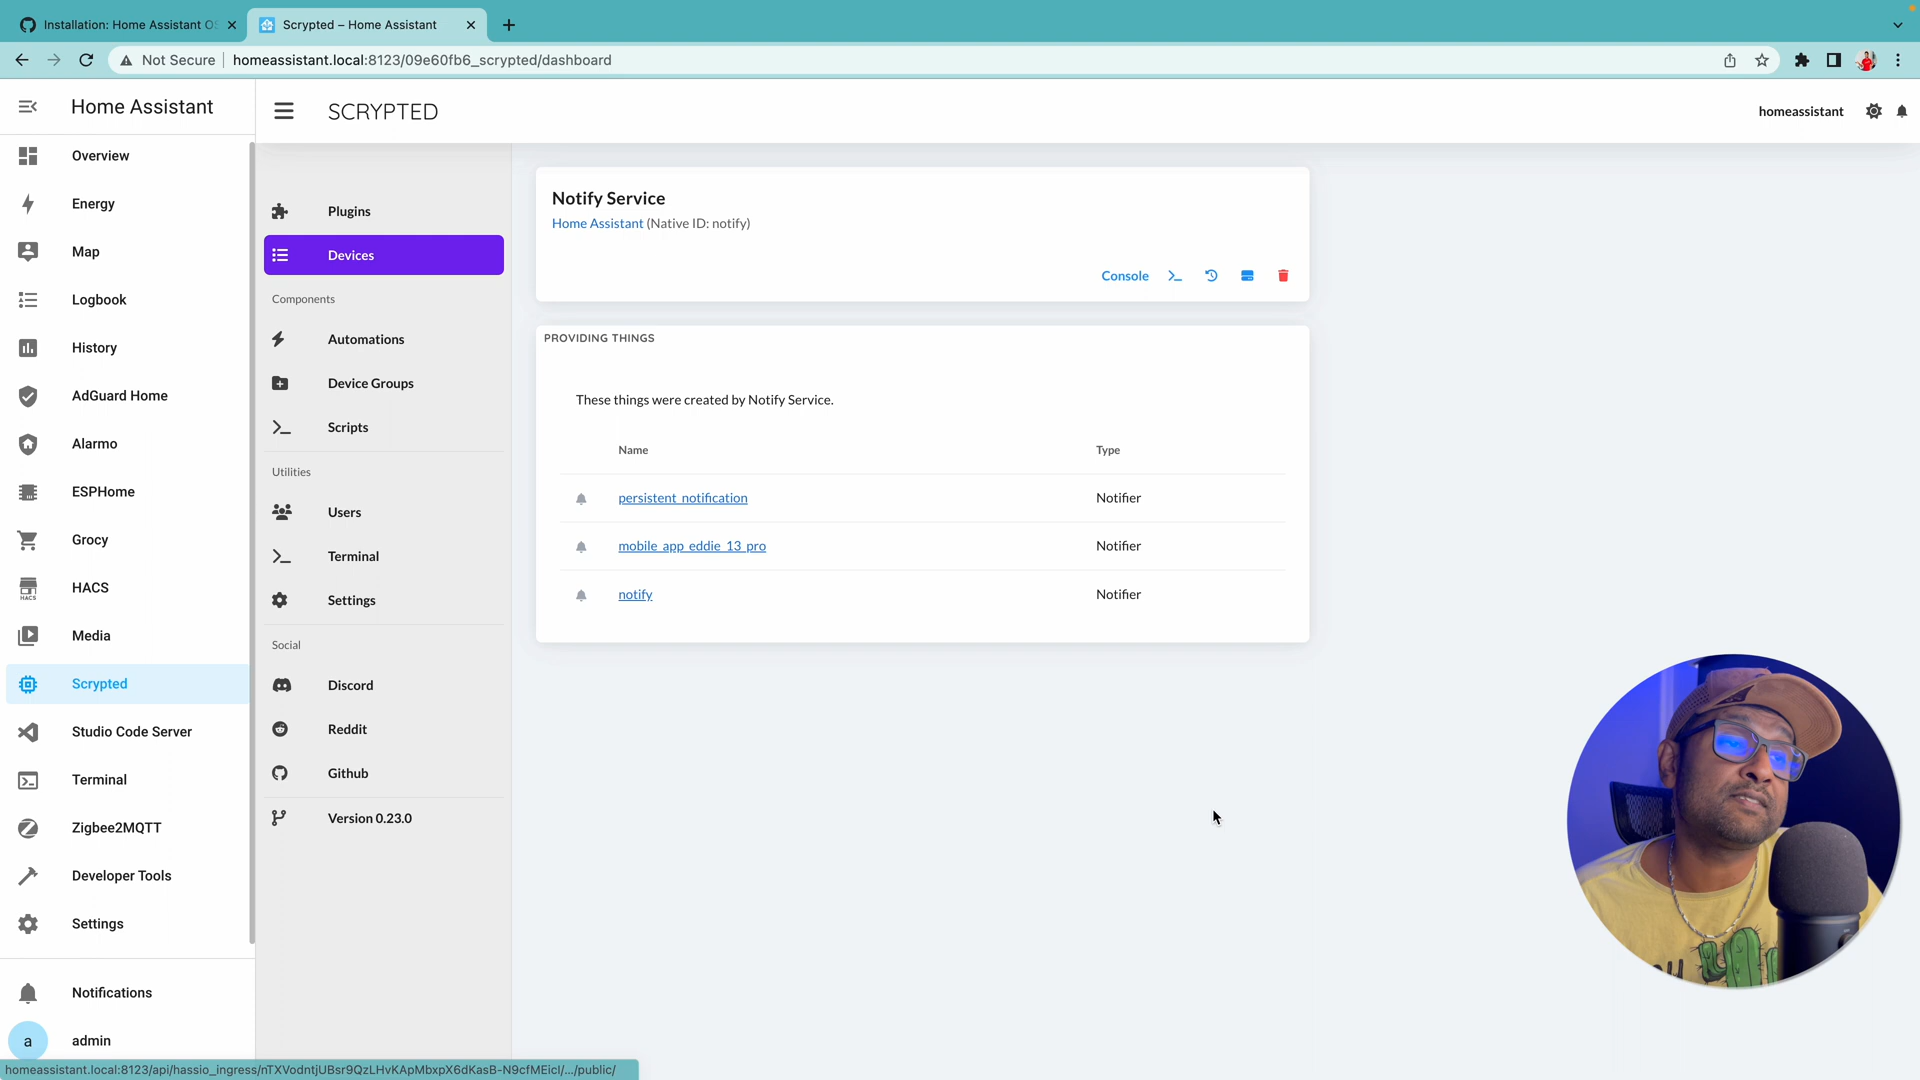 Installation: Home Assistant OS
Scrypted – Home Assistant
Not Secure
homeassistant.local:8123/09e60fb6_scrypted/dashboard
Home Assistant
SCRYPTED
homeassistant
Overview
Energy
Map
Logbook
History
AdGuard Home
Alarmo
ESPHome
Grocy
HACS
HACS
Media
Scrypted
Studio Code Server
Terminal
Zigbee2MQTT
Developer Tools
Settings
Notifications
a
admin
Plugins
Devices
Components
Automations
Device Groups
Scripts
Utilities
Users
Terminal
Settings
Social
Discord
Reddit
Github
Version 0.23.0
Notify Service
Home Assistant (Native ID: notify)
Console
PROVIDING THINGS
These things were created by Notify Service.
Name Type
persistent_notification Notifier
mobile_app_eddie_13_pro Notifier
notify Notifier
homeassistant.local:8123/api/hassio_ingress/nTXVodntjUBsr9QzLHvKApMbxpX6dKasB-N9cfMEicI/…/public/